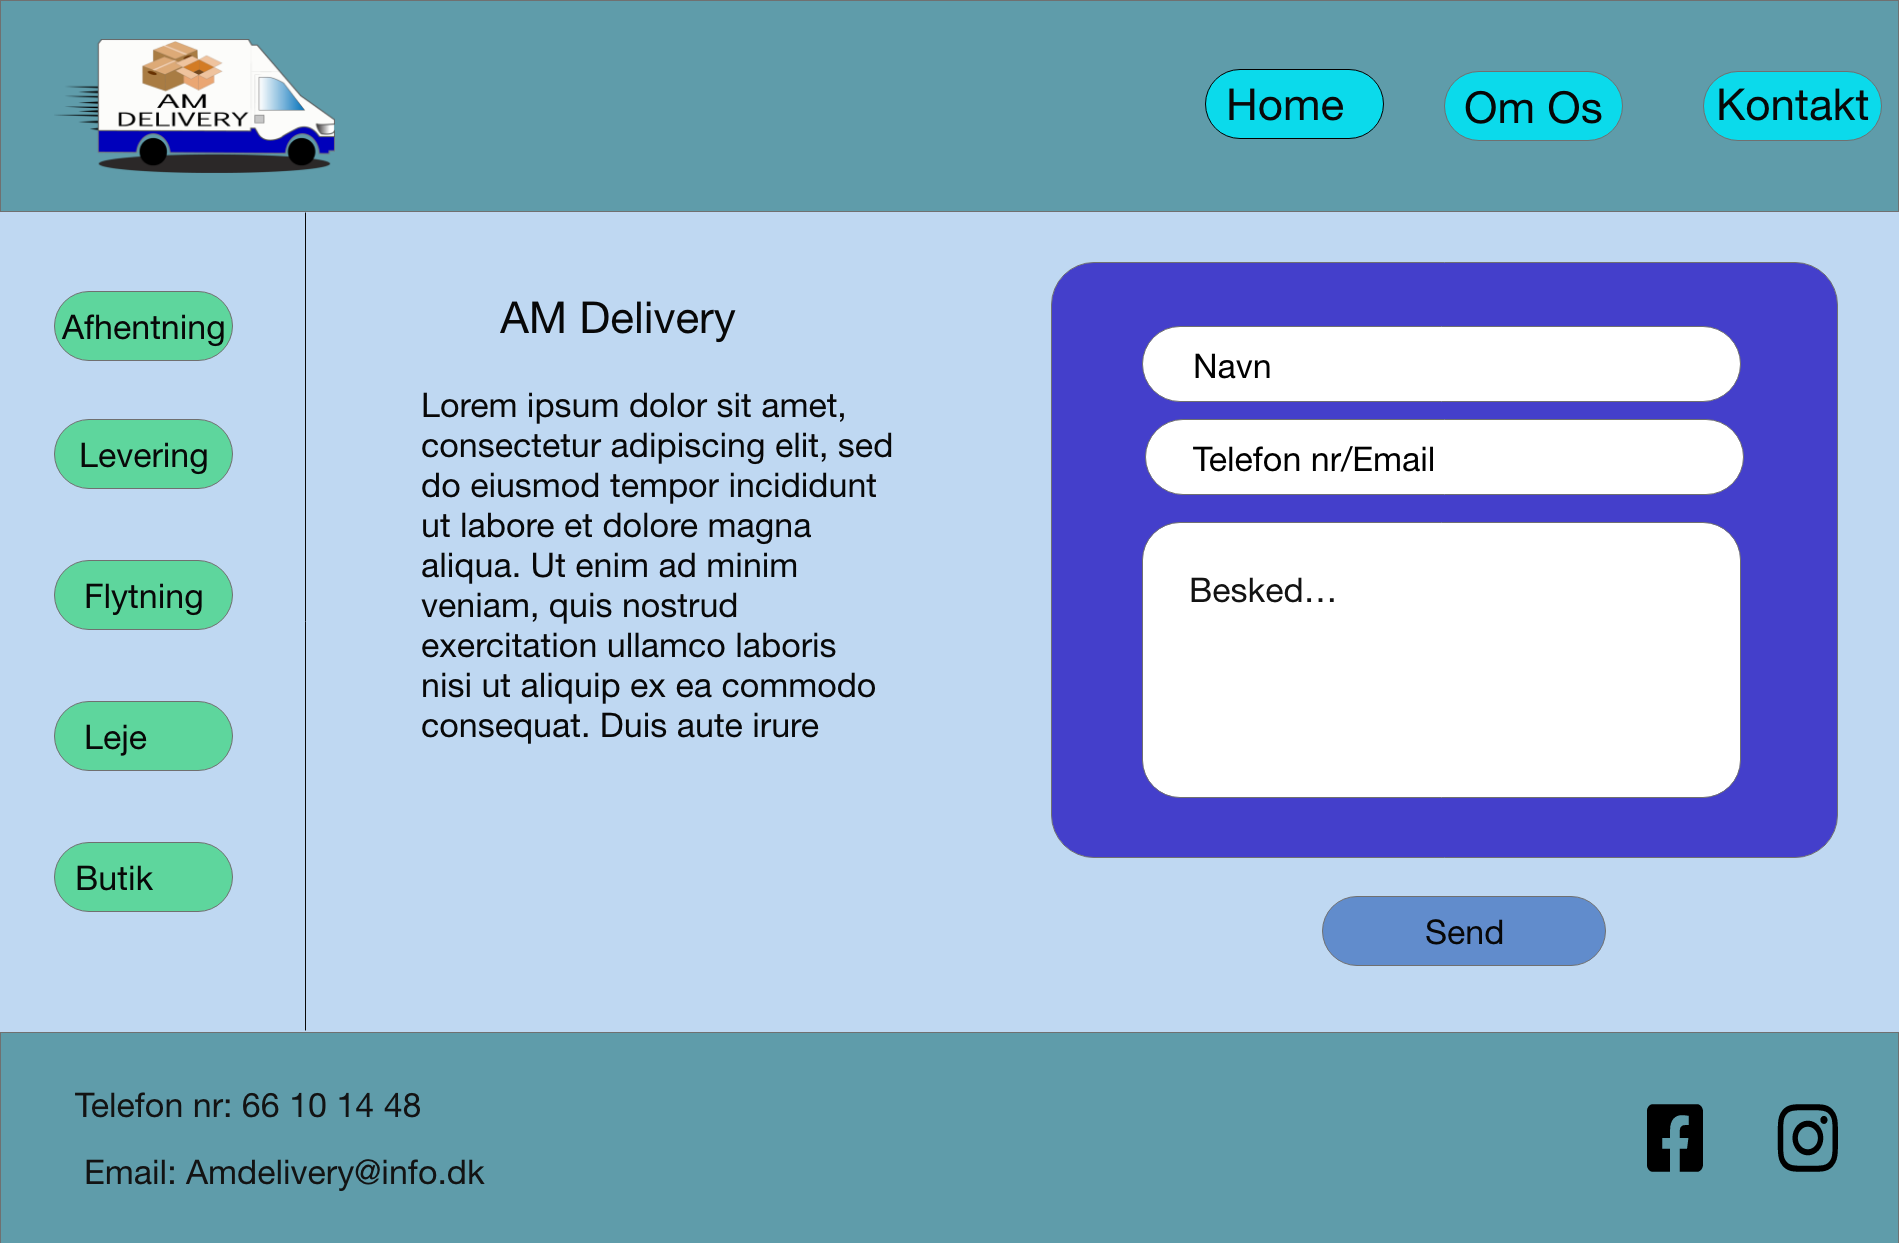 AM
DELIVERY
Home
Om Os
Kontakt
Afhentning
Levering
Flytning
Leje
Butik
AM Delivery
Lorem ipsum dolor sit amet,
consectetur adipiscing elit, sed
do eiusmod tempor incididunt
ut labore et dolore magna
aliqua. Ut enim ad minim
veniam, quis nostrud
exercitation ullamco laboris
nisi ut aliquip ex ea commodo
consequat. Duis aute irure
Navn
Telefon nr/Email
Besked...
Send
Telefon nr: 66 10 14 48
Email: Amdelivery@info.dk